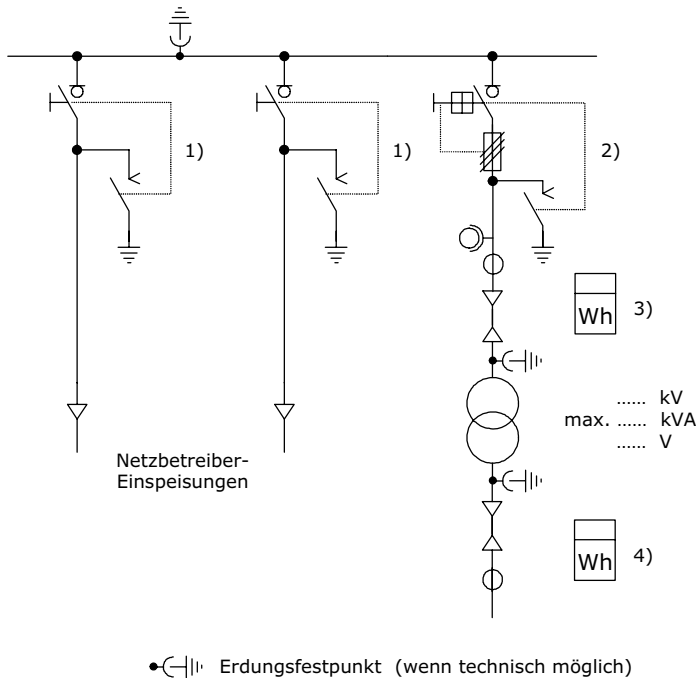 1)
1)
2)
Wh 3)
...... kV
max. ...... kVA
...... V
Netzbetreiber-
Einspeisungen
Wh 4)
Erdungsfestpunkt (wenn technisch möglich)